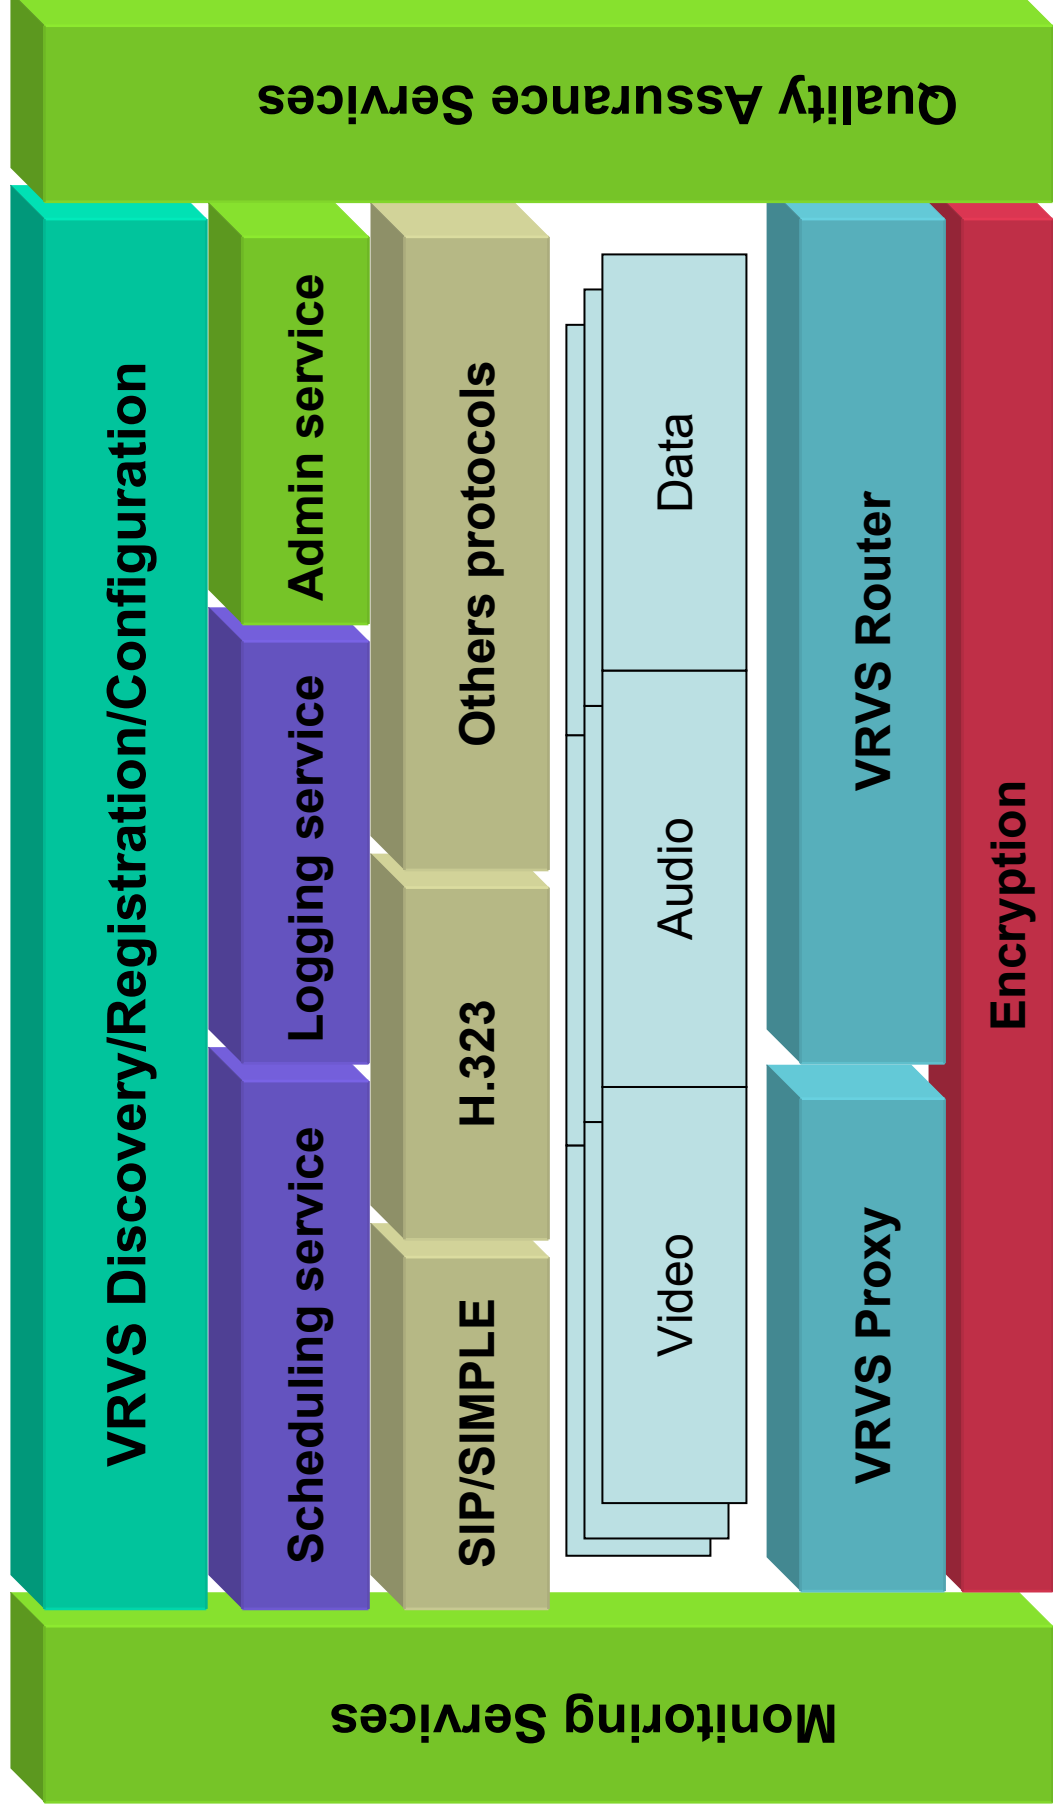 VRVS Discovery/Registration/Configuration
Scheduling service
Logging service
Admin service
SIP/SIMPLE
H.323
Others protocols
Video
Audio
Data
VRVS Proxy
VRVS Router
Encryption
Monitoring Services
Quality Assurance Services